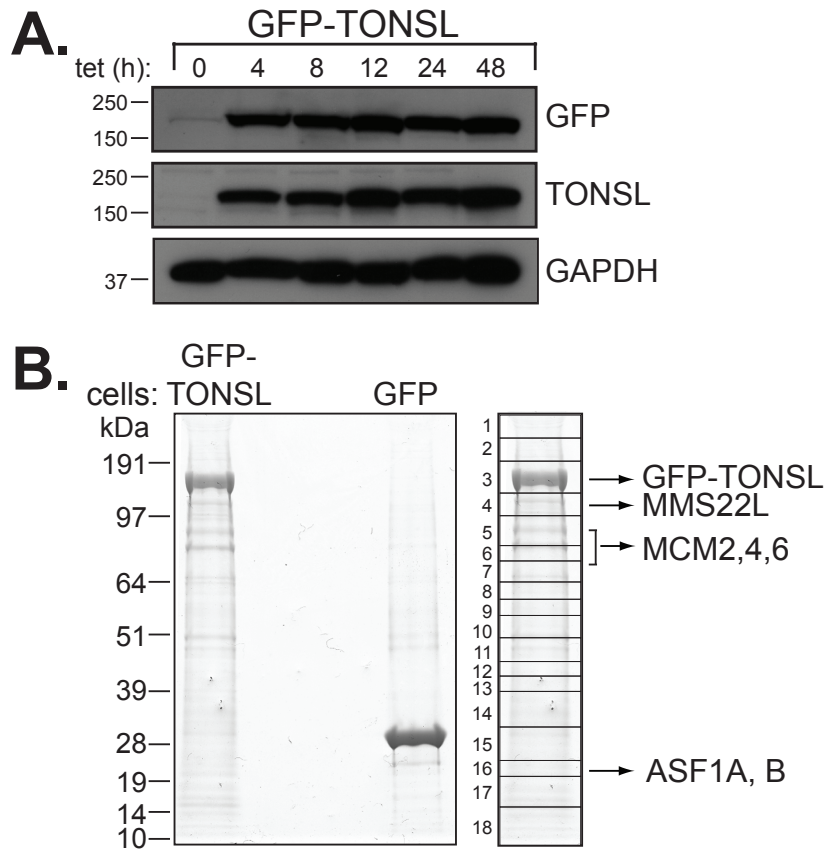 A.
GFP-TONSL
tet (h): 0 4 8 12 24 48
250
150
GFP
250
150
TONSL
37
GAPDH
B.
cells: GFP-TONSL GFP
kDa
191
97
64
51
39
28
19
14
10
1
2
3
4
5
6
7
8
9
10
11
12
13
14
15
16
17
18
GFP-TONSL
MMS22L
MCM2,4,6
ASF1A, B